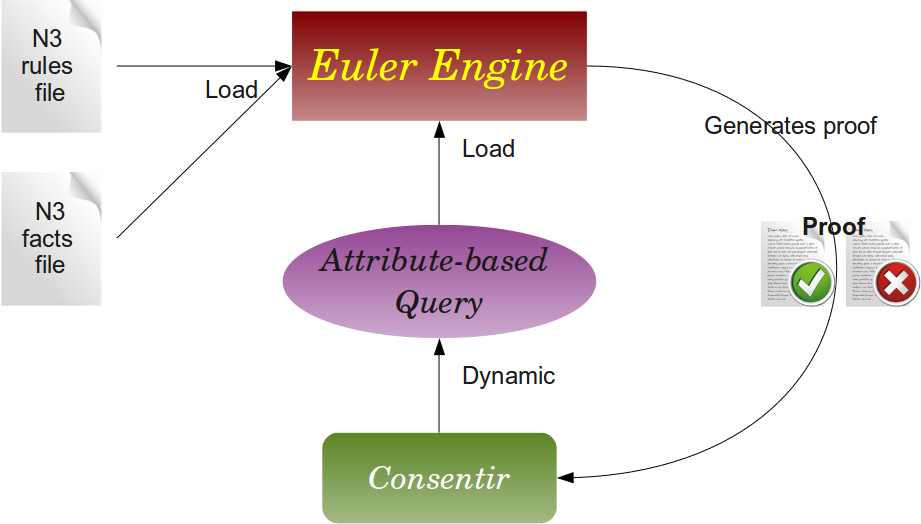 N3
rules
file
Load
Euler Engine
Generates proof
Load
N3
facts
file
Proof
Attribute-based
Query
Dynamic
Consentir